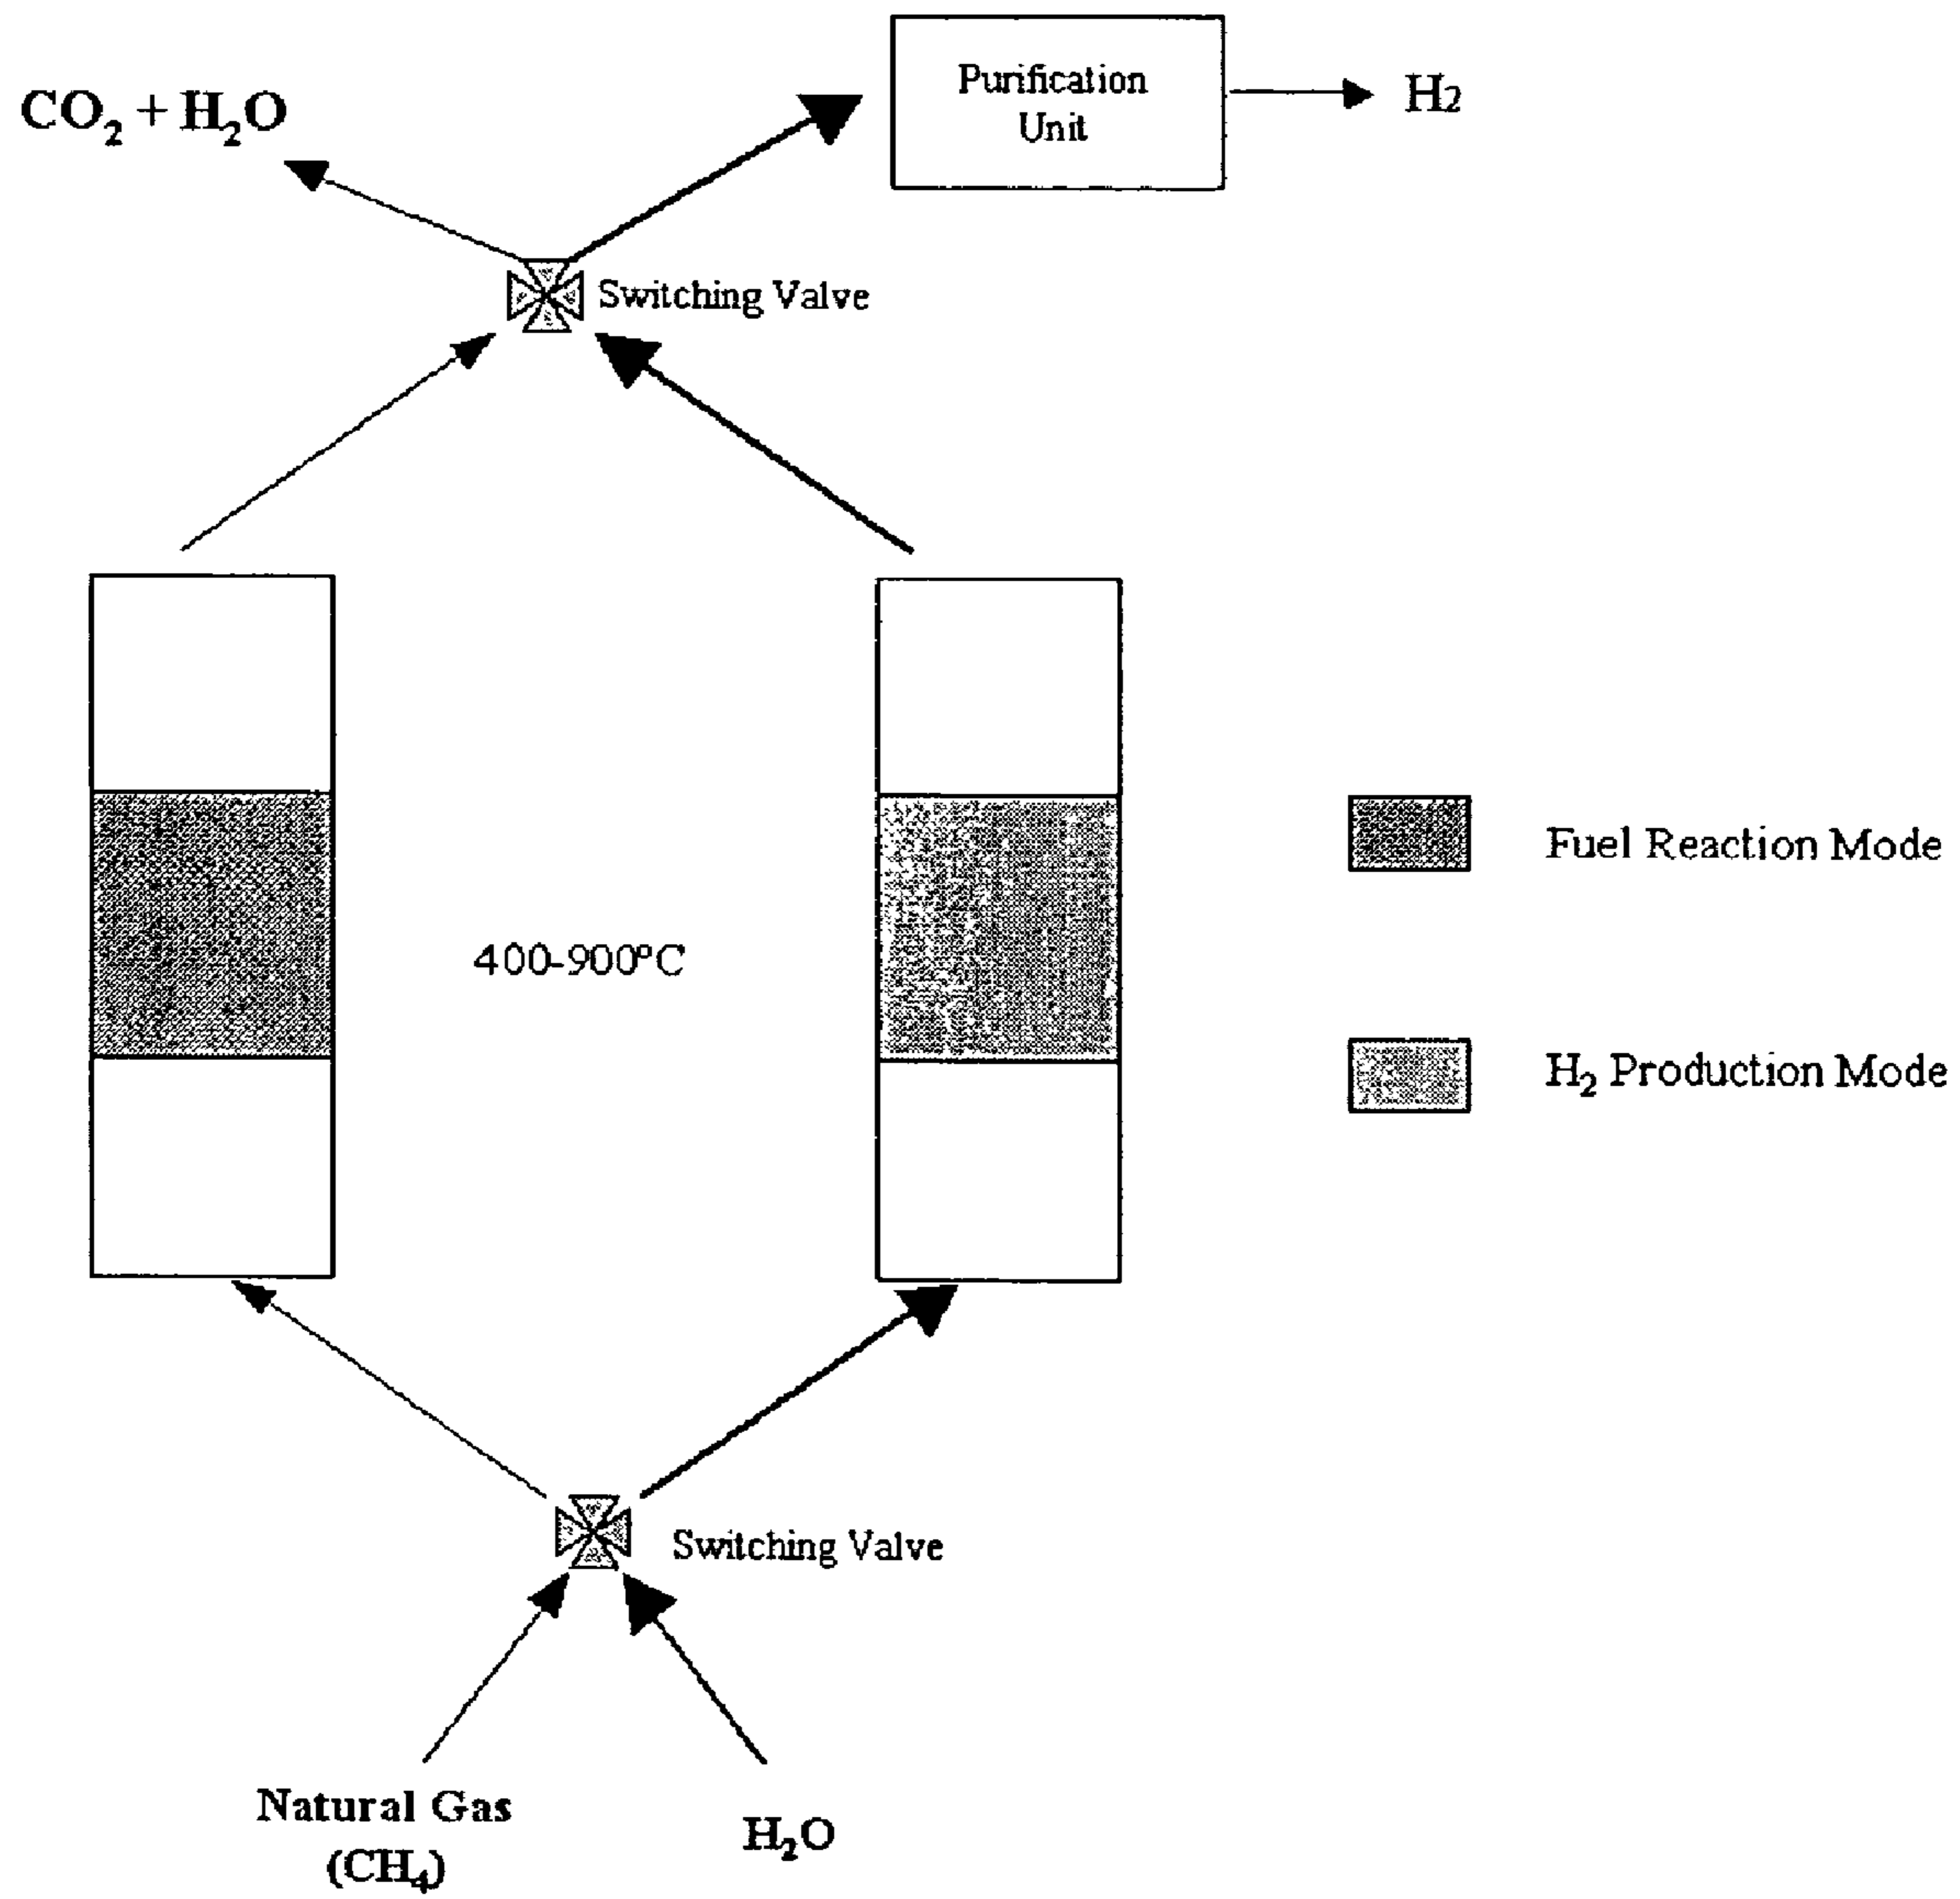 Purification
Unit
H₂
CO₂ + H₂O
Switching Valve
Fuel Reaction Mode
400-900°C
H₂ Production Mode
Switching Valve
Natural Gas
(CH₄)
H₂O